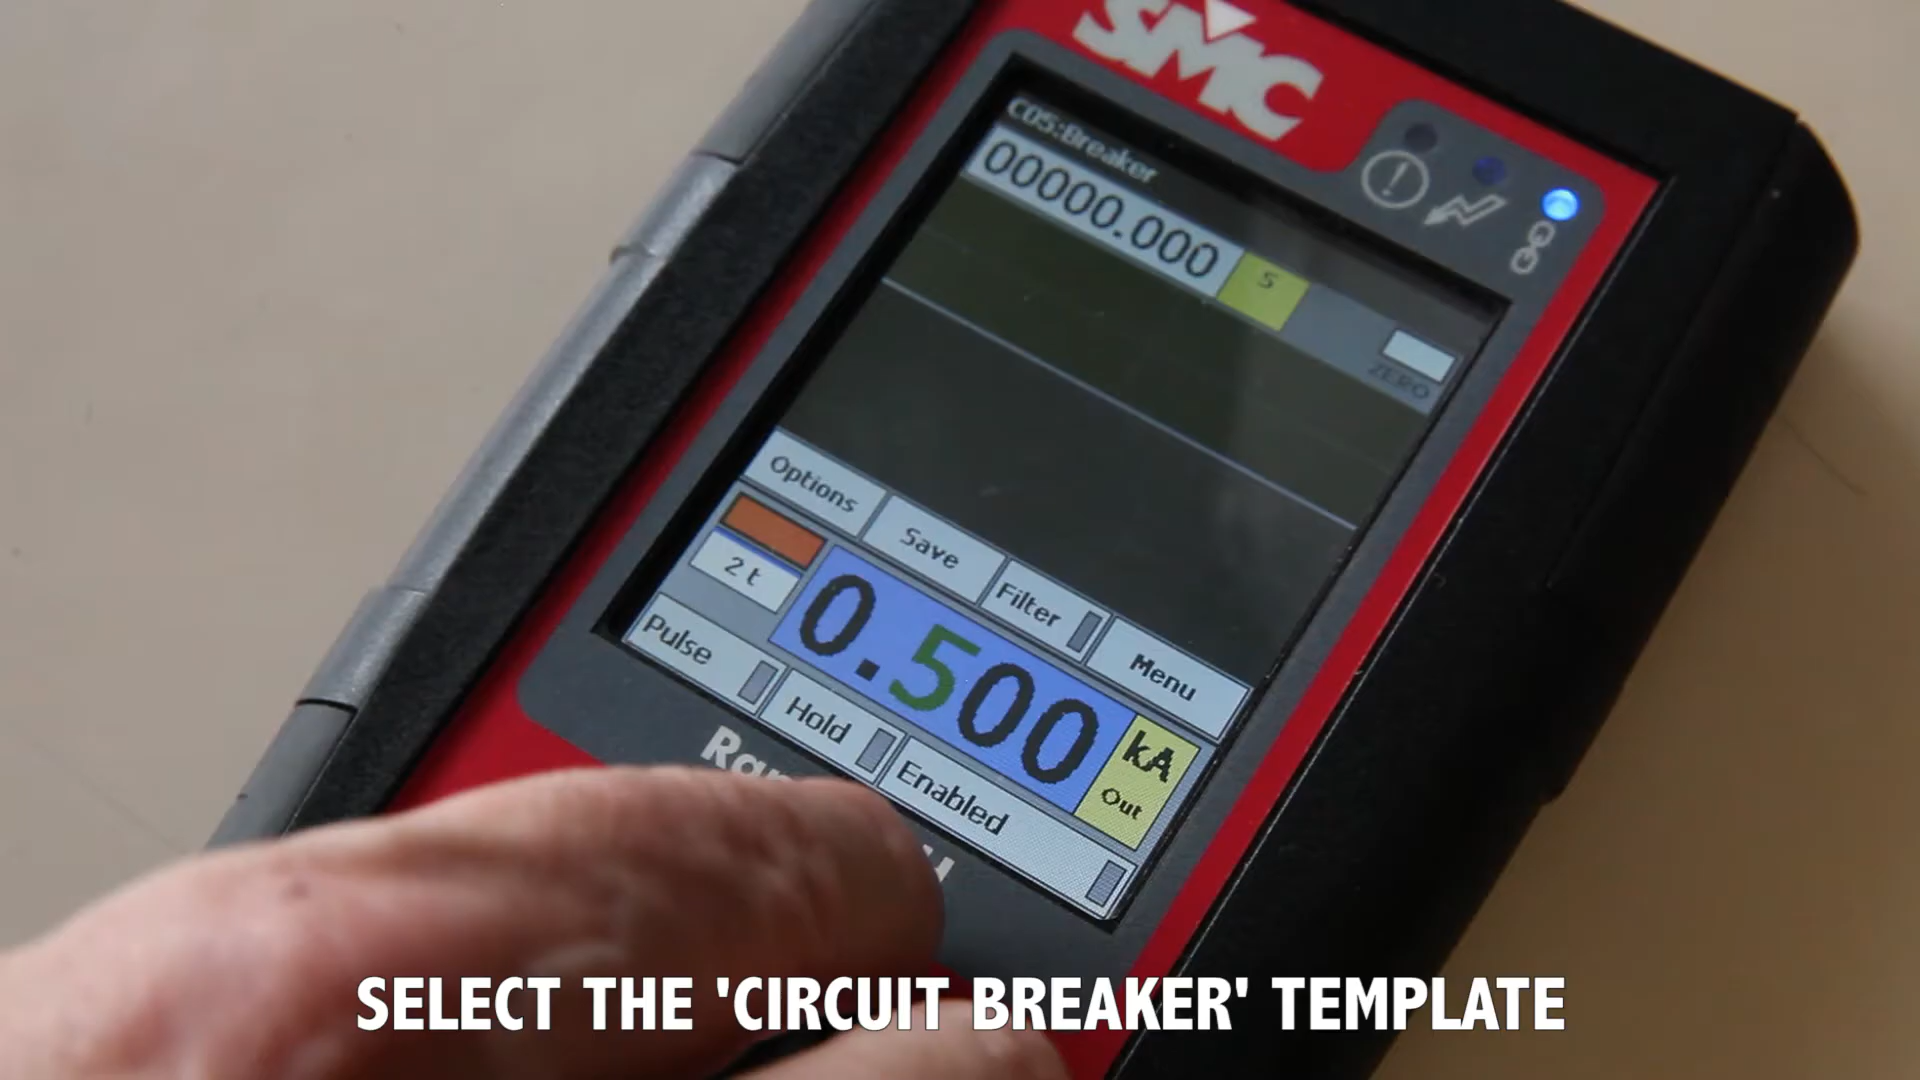 SMC
C05:Breaker
00000.000 s
ZERO
Options Save Filter Menu
2 t
0.500 kA
Out
Pulse Hold Enabled
SELECT THE 'CIRCUIT BREAKER' TEMPLATE